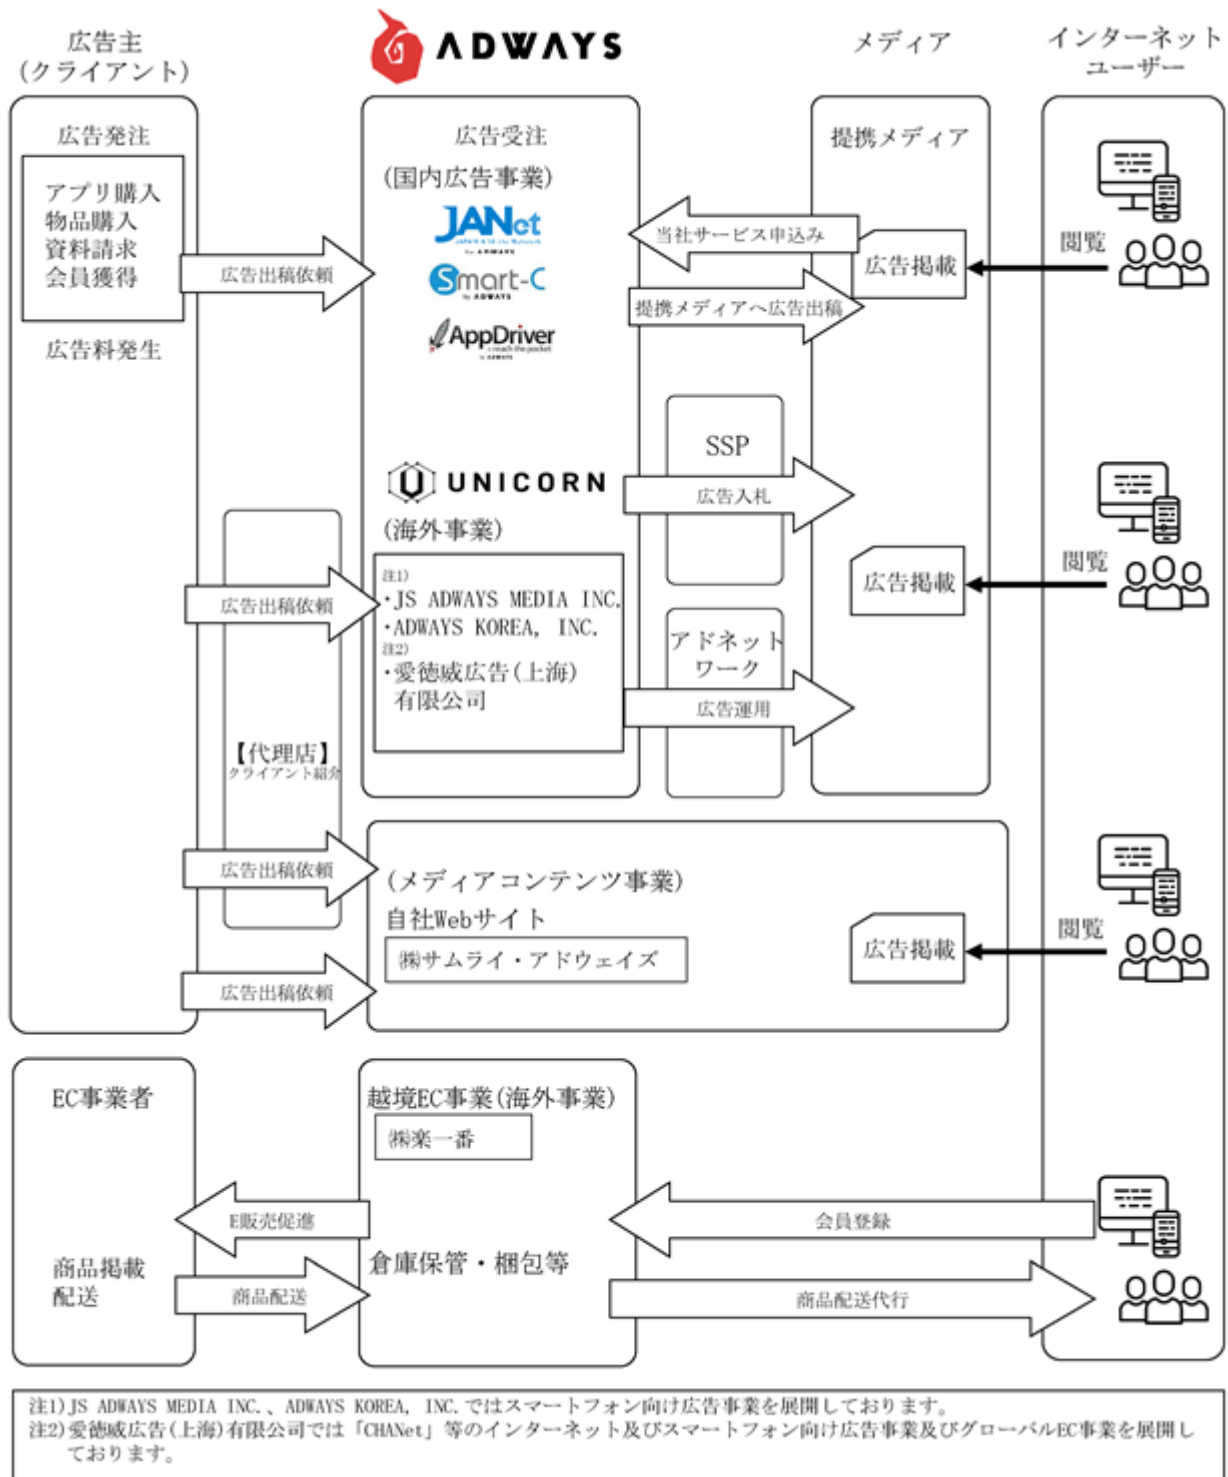 広告主
(クライアント)
ADWAYS
メディア
インターネット
ユーザー
広告発注
アプリ購入
物品購入
資料請求
会員獲得
広告料発生
広告出稿依頼
広告受注
(国内広告事業)
JANet
by ADWAYS
Smart-C
by ADWAYS
AppDriver
reach the pocket
by ADWAYS
当社サービス申込み
提携メディアへ広告出稿
提携メディア
広告掲載
閲覧
UNICORN
(海外事業)
注1)
・JS ADWAYS MEDIA INC.
・ADWAYS KOREA, INC.
注2)
・愛徳威広告(上海)
有限公司
広告出稿依頼
【代理店】
クライアント紹介
SSP
広告入札
アドネット
ワーク
広告運用
広告掲載
閲覧
広告出稿依頼
広告出稿依頼
(メディアコンテンツ事業)
自社Webサイト
㈱サムライ・アドウェイズ
広告掲載
閲覧
EC事業者
商品掲載
配送
E販売促進
商品配送
越境EC事業(海外事業)
㈱楽一番
倉庫保管・梱包等
会員登録
商品配送代行
注1)JS ADWAYS MEDIA INC.、ADWAYS KOREA, INC.ではスマートフォン向け広告事業を展開しております。
注2)愛徳威広告(上海)有限公司では「CHANet」等のインターネット及びスマートフォン向け広告事業及びグローバルEC事業を展開し
ております。